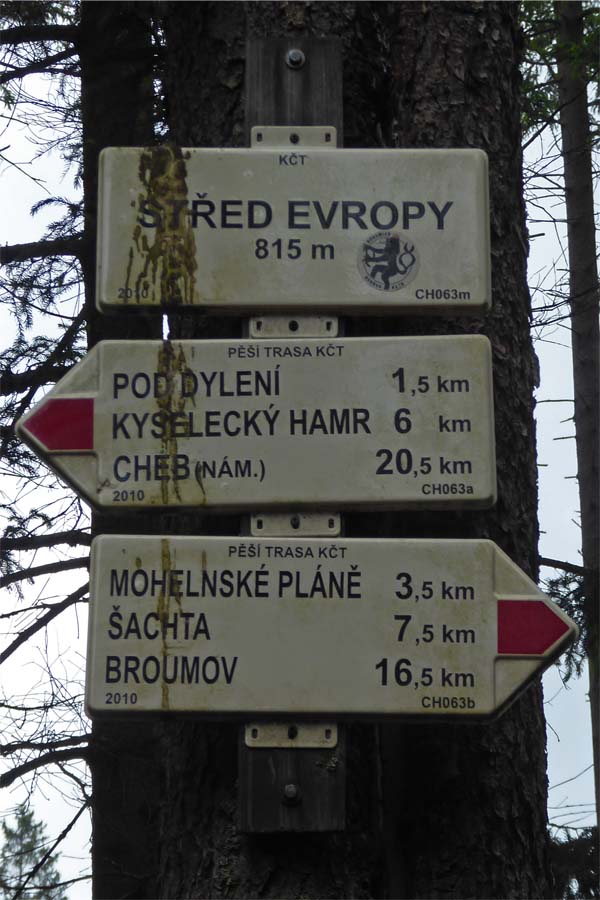 KČT
STŘED EVROPY
815 m
2010 CH063m
PĚŠÍ TRASA KČT
POD DYLENÍ 1,5 km
KYSELECKÝ HAMR 6 km
CHEB (NÁM.) 20,5 km
2010 CH063a
PĚŠÍ TRASA KČT
MOHELNSKÉ PLÁNĚ 3,5 km
ŠACHTA 7,5 km
BROUMOV 16,5 km
2010 CH063b